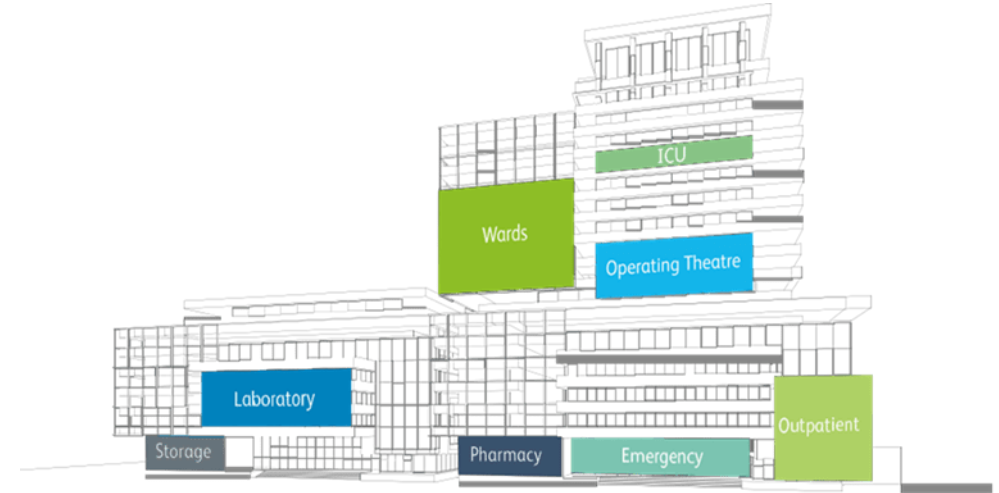 ICU
Wards
Operating Theatre
Laboratory
Outpatient
Storage
Pharmacy
Emergency